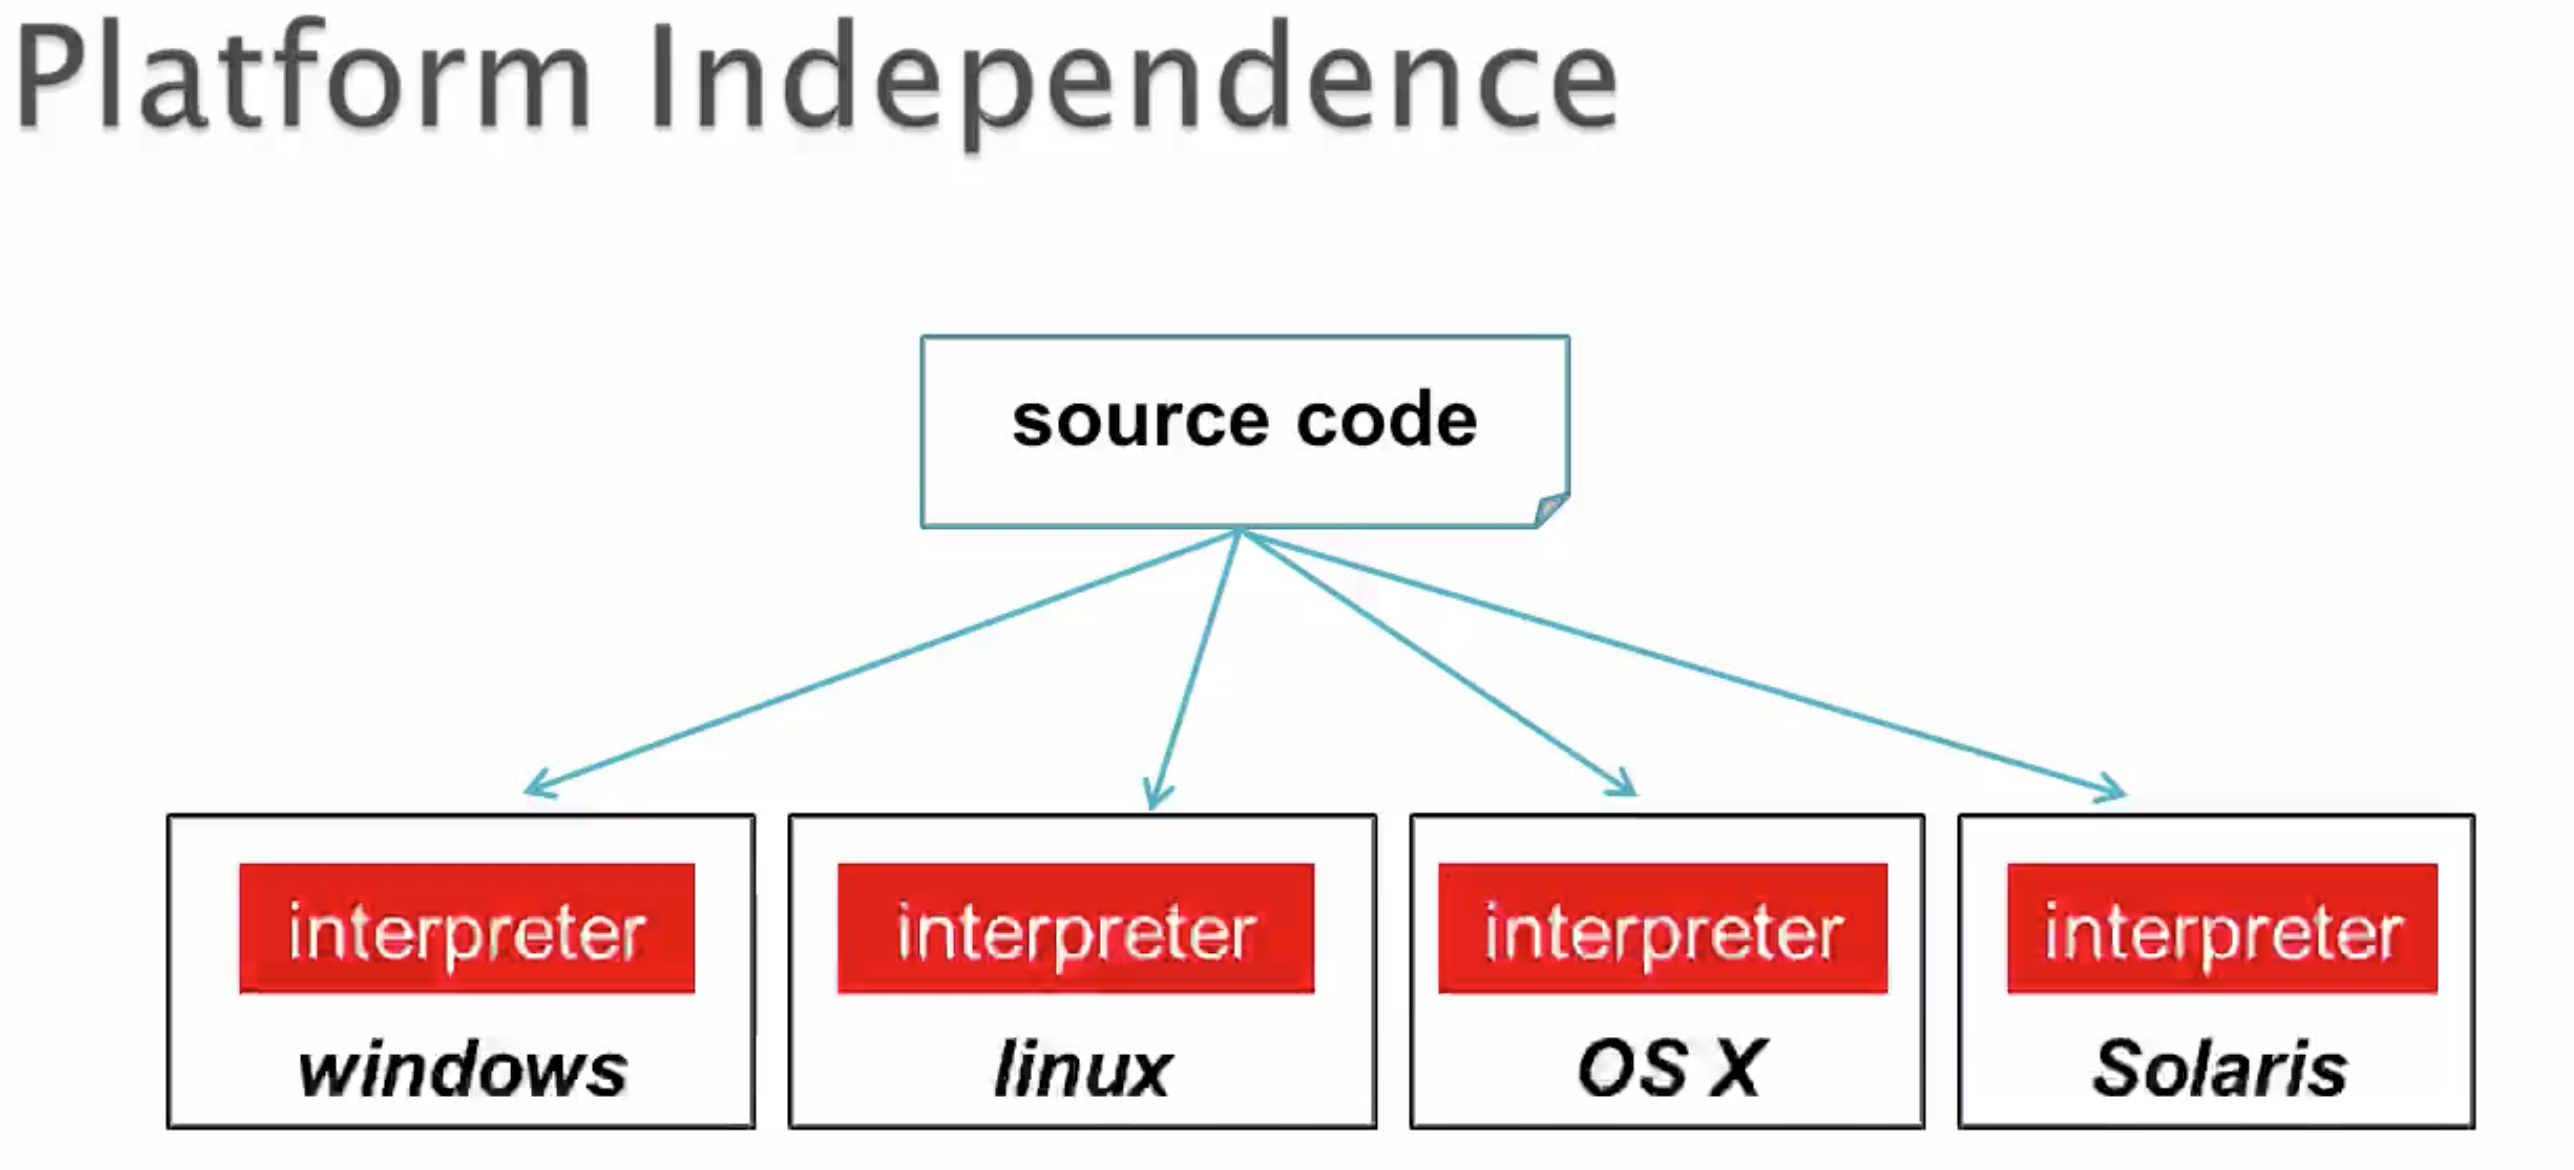 Platform Independence
source code
interpreter
windows
interpreter
linux
interpreter
OS X
interpreter
Solaris